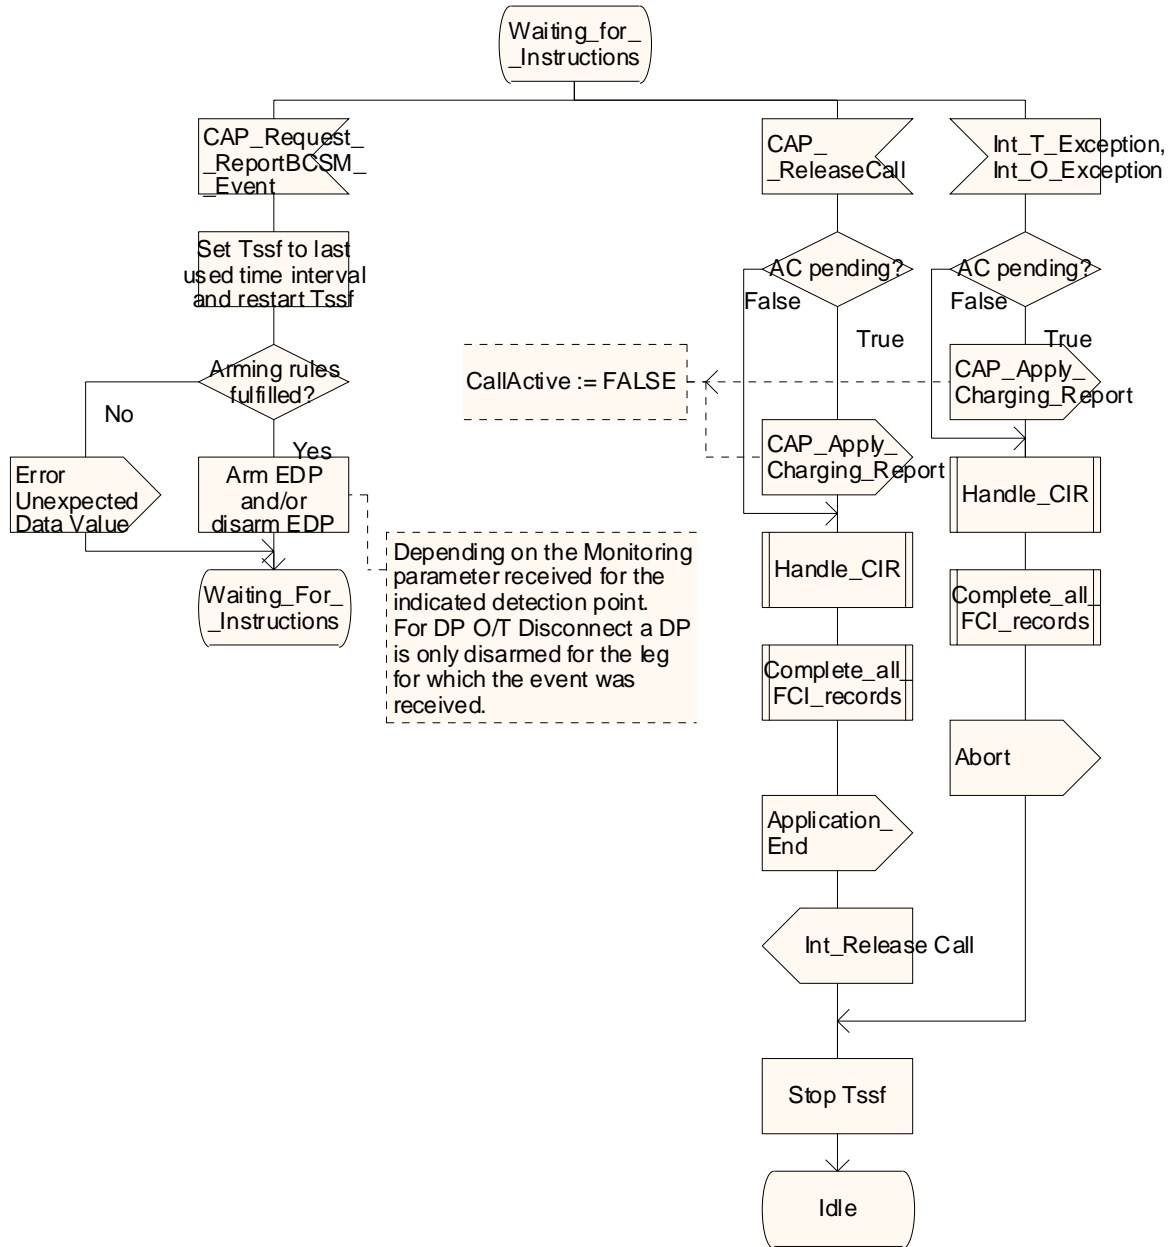 Waiting_for_
_Instructions
CAP_Request_
_ReportBCSM_
_Event
CAP_
_ReleaseCall
Int_T_Exception,
Int_O_Exception
Set Tssf to last
used time interval
and restart Tssf
AC pending?
AC pending?
False
False
True
True
Arming rules
fulfilled?
CallActive := FALSE
CAP_Apply_
Charging_Report
No
Yes
CAP_Apply_
Charging_Report
Error
Unexpected
Data Value
Arm EDP
and/or
disarm EDP
Handle_CIR
Depending on the Monitoring
parameter received for the
indicated detection point.
For DP O/T Disconnect a DP
is only disarmed for the leg
for which the event was
received.
Handle_CIR
Waiting_For_
_Instructions
Complete_all_
FCI_records
Complete_all_
FCI_records
Abort
Application_
End
Int_Release Call
Stop Tssf
Idle